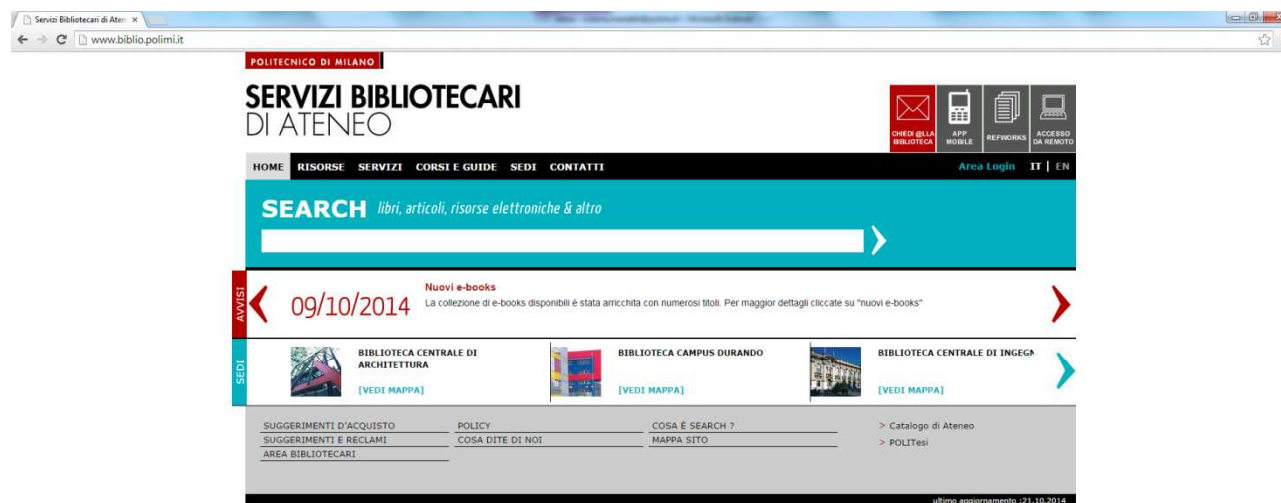 Servizi Bibliotecari di Aten
www.biblio.polimi.it
POLITECNICO DI MILANO
SERVIZI BIBLIOTECARI
DI ATENEO
CHIEDI @LLA
BIBLIOTECA
APP
MOBILE
REFWORKS
ACCESSO
DA REMOTO
HOME RISORSE SERVIZI CORSI E GUIDE SEDI CONTATTI Area Login IT | EN
SEARCH libri, articoli, risorse elettroniche & altro
AVVISI
09/10/2014
Nuovi e-books
La collezione di e-books disponibili è stata arricchita con numerosi titoli. Per maggior dettagli cliccate su "nuovi e-books"
SEDI
BIBLIOTECA CENTRALE DI
ARCHITETTURA
[VEDI MAPPA]
BIBLIOTECA CAMPUS DURANDO
[VEDI MAPPA]
BIBLIOTECA CENTRALE DI INGEGN
[VEDI MAPPA]
SUGGERIMENTI D'ACQUISTO POLICY COSA È SEARCH ? > Catalogo di Ateneo
SUGGERIMENTI E RECLAMI COSA DITE DI NOI MAPPA SITO > POLITesi
AREA BIBLIOTECARI
ultimo aggiornamento :21.10.2014